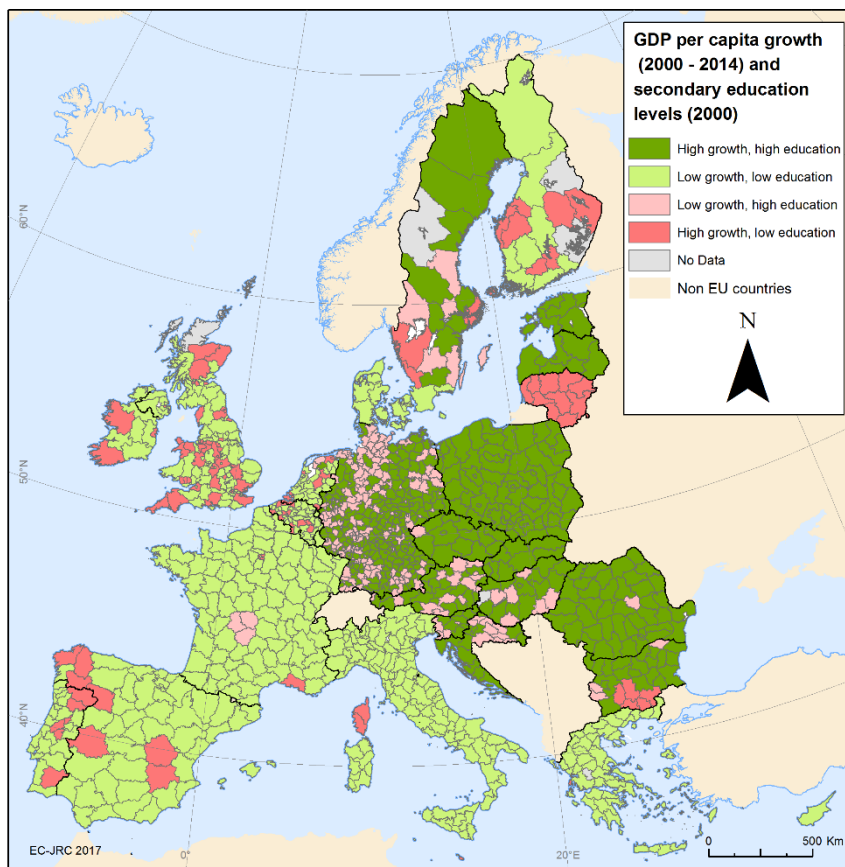 GDP per capita growth
(2000 - 2014) and
secondary education
levels (2000)
High growth, high education
Low growth, low education
Low growth, high education
High growth, low education
No Data
Non EU countries
N
60°N
50°N
40°N
EC-JRC 2017
0°
20°E
0
500 Km